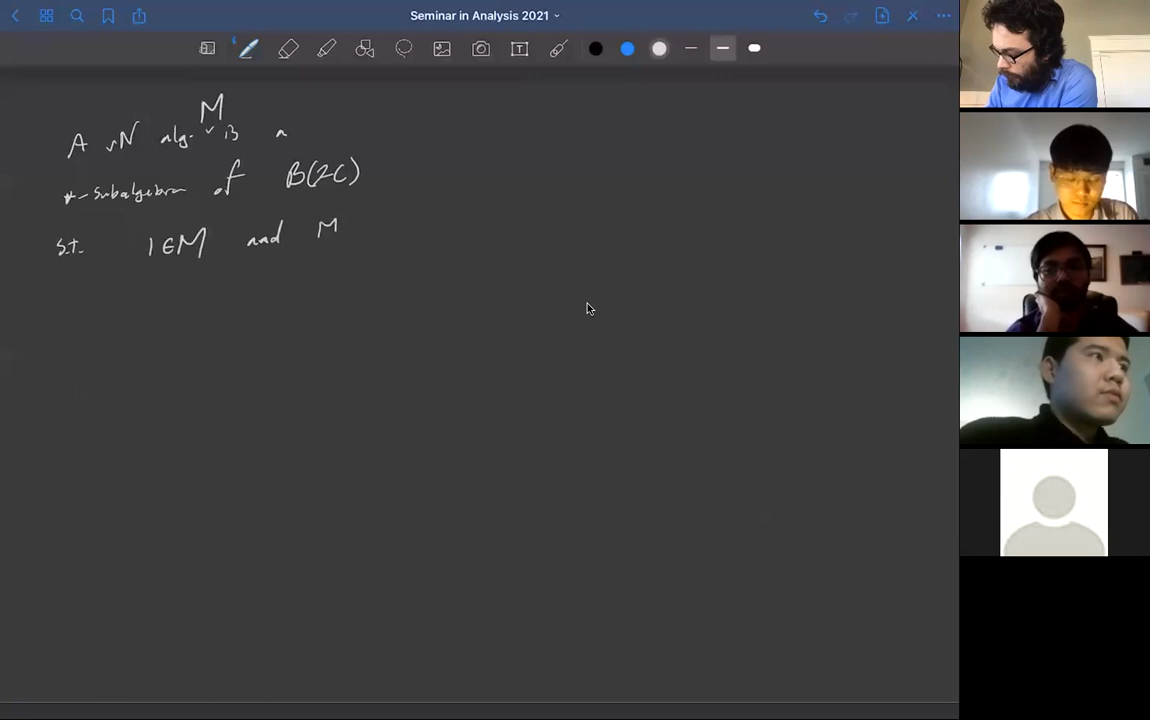 Seminar in Analysis 2021
A vN alg. M is a
*-subalgebra of B(H)
s.t. 1 ∈ M and M